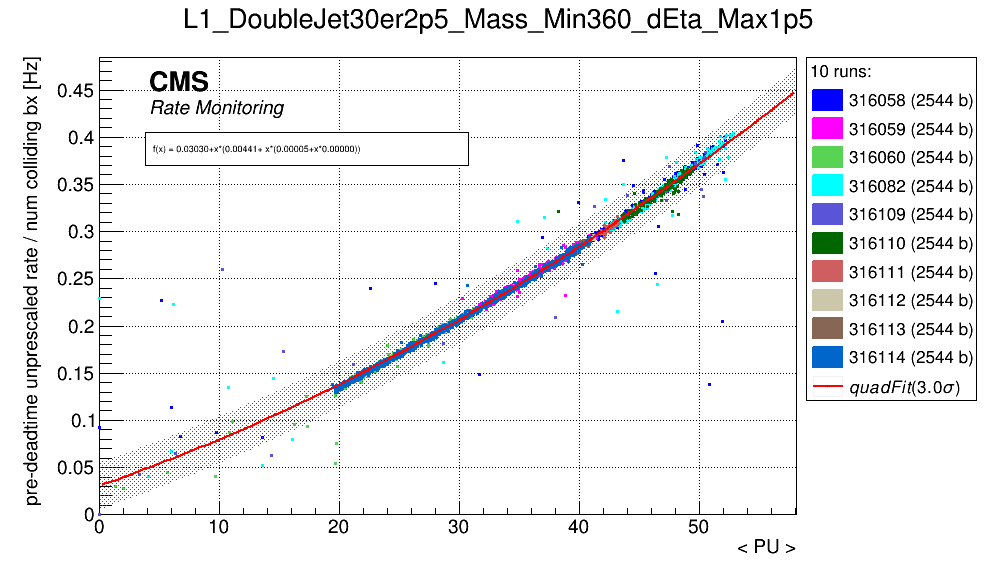 L1_DoubleJet30er2p5_Mass_Min360_dEta_Max1p5
pre-deadtime unprescaled rate / num colliding bx [Hz]
CMS
Rate Monitoring
f(x) = 0.03030+x*(0.00441+ x*(0.00005+x*0.00000))
0.45
0.4
0.35
0.3
0.25
0.2
0.15
0.1
0.05
0
0 10 20 30 40 50
< PU >
10 runs:
316058 (2544 b)
316059 (2544 b)
316060 (2544 b)
316082 (2544 b)
316109 (2544 b)
316110 (2544 b)
316111 (2544 b)
316112 (2544 b)
316113 (2544 b)
316114 (2544 b)
quadFit(3.0σ)